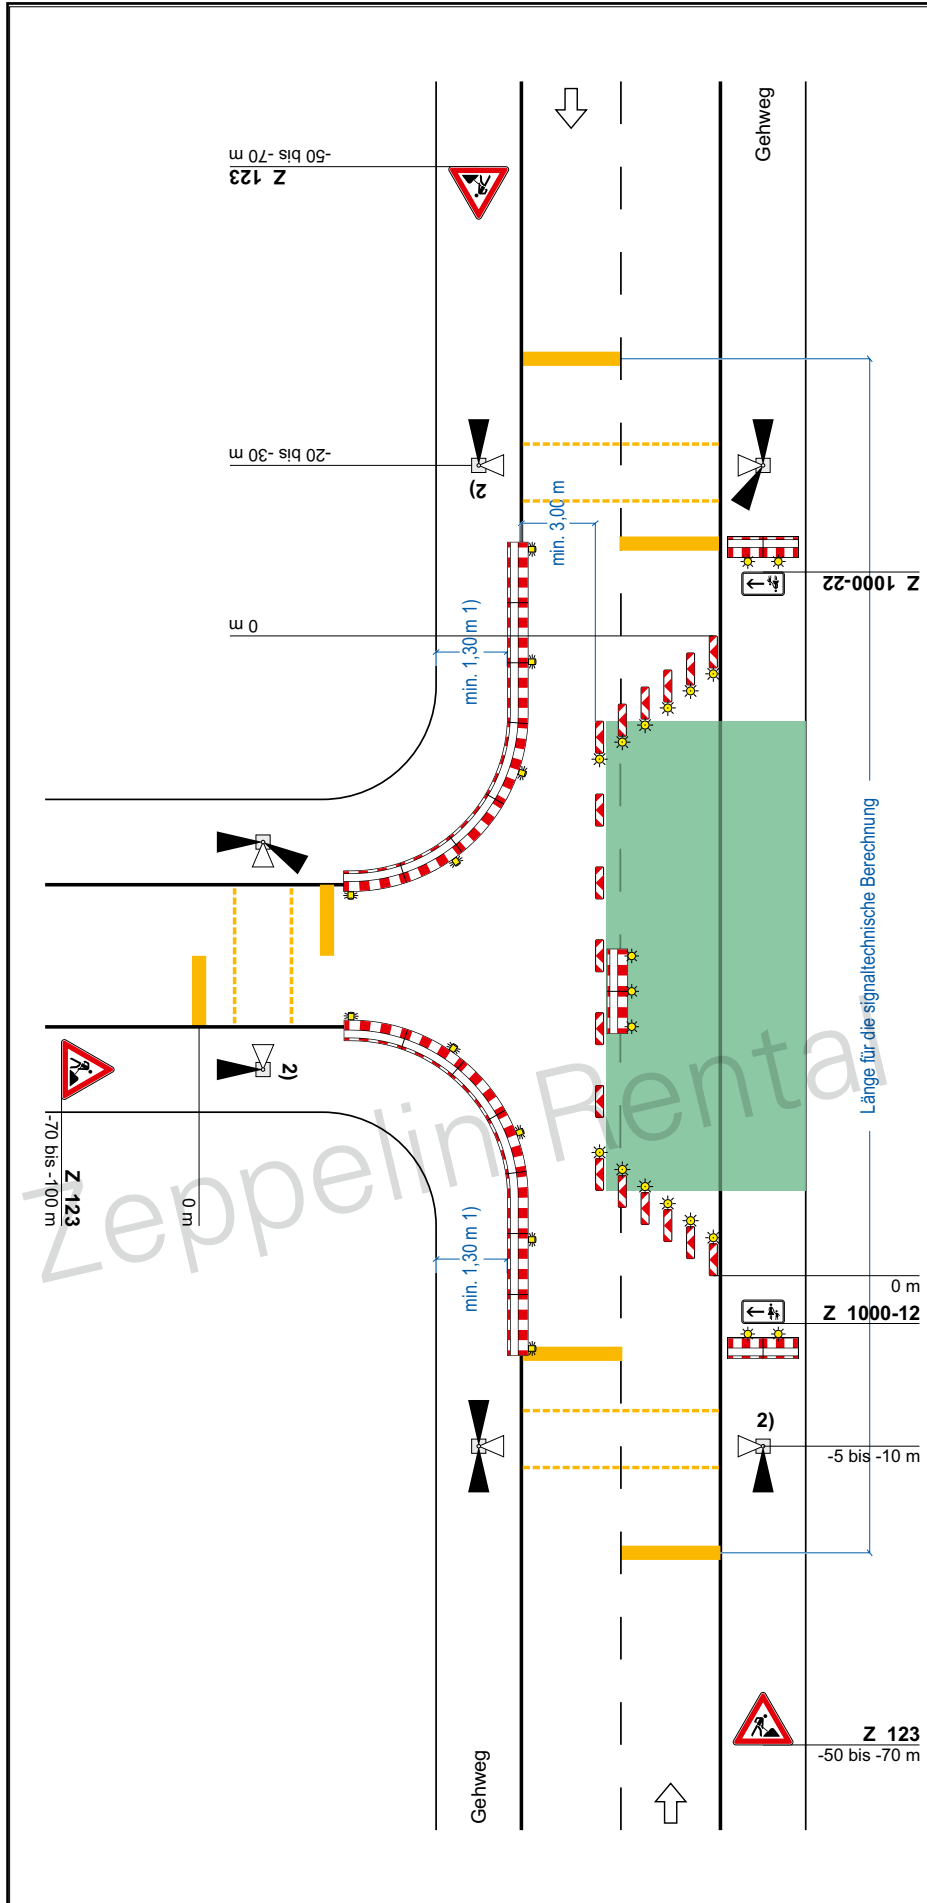 Gehweg
-50 bis -70 m
Z 123
-20 bis -30 m
2)
min. 3,00 m
Z 1000-22
min. 1,30 m 1)
0 m
Länge für die signaltechnische Berechnung
Zeppelin Rental
2)
Z 123
-70 bis -100 m
0 m
min. 1,30 m 1)
0 m
Z 1000-12
2)
-5 bis -10 m
Z 123
-50 bis -70 m
Gehweg